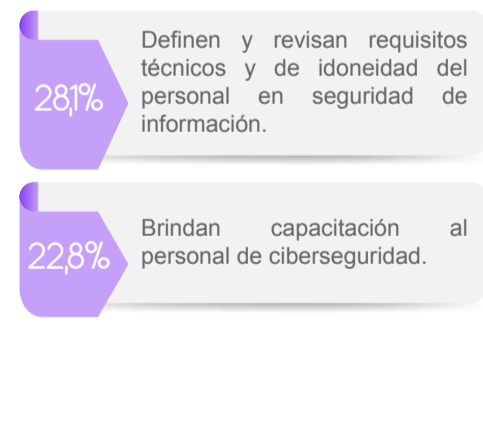 28,1%
Definen y revisan requisitos
técnicos y de idoneidad del
personal en seguridad de
información.
22,8%
Brindan capacitación al
personal de ciberseguridad.